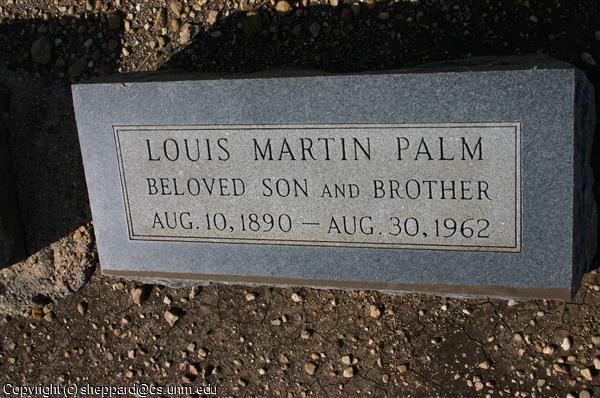 LOUIS MARTIN PALM
BELOVED SON AND BROTHER
AUG. 10, 1890 — AUG. 30, 1962
Copyright (c) sheppard@cs.unm.edu